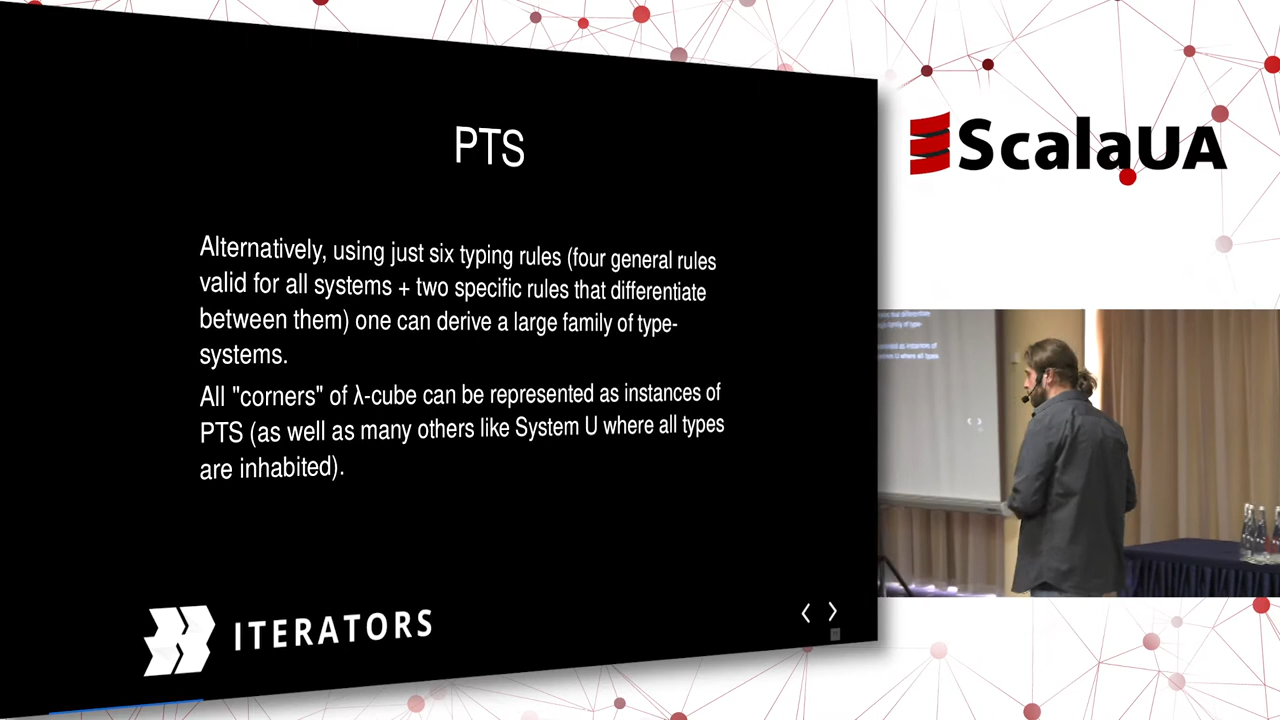 PTS
Alternatively, using just six typing rules (four general rules
valid for all systems + two specific rules that differentiate
between them) one can derive a large family of type-
systems.
All "corners" of λ-cube can be represented as instances of
PTS (as well as many others like System U where all types
are inhabited).
ITERATORS
ScalaUA